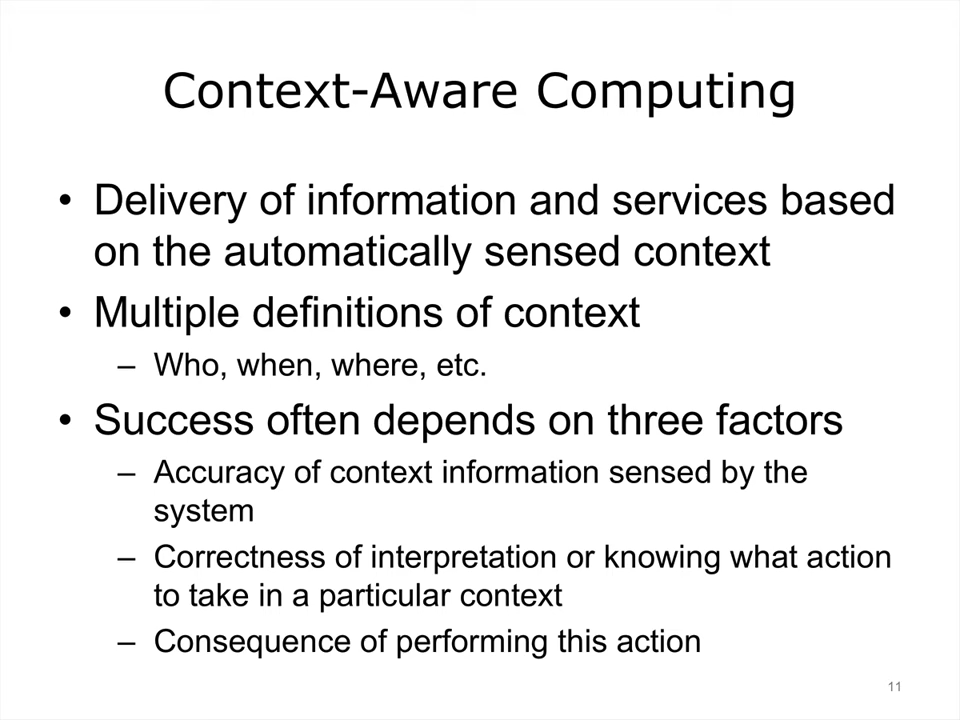 Context-Aware Computing
• Delivery of information and services based
on the automatically sensed context
• Multiple definitions of context
– Who, when, where, etc.
• Success often depends on three factors
– Accuracy of context information sensed by the
system
– Correctness of interpretation or knowing what action
to take in a particular context
– Consequence of performing this action
11